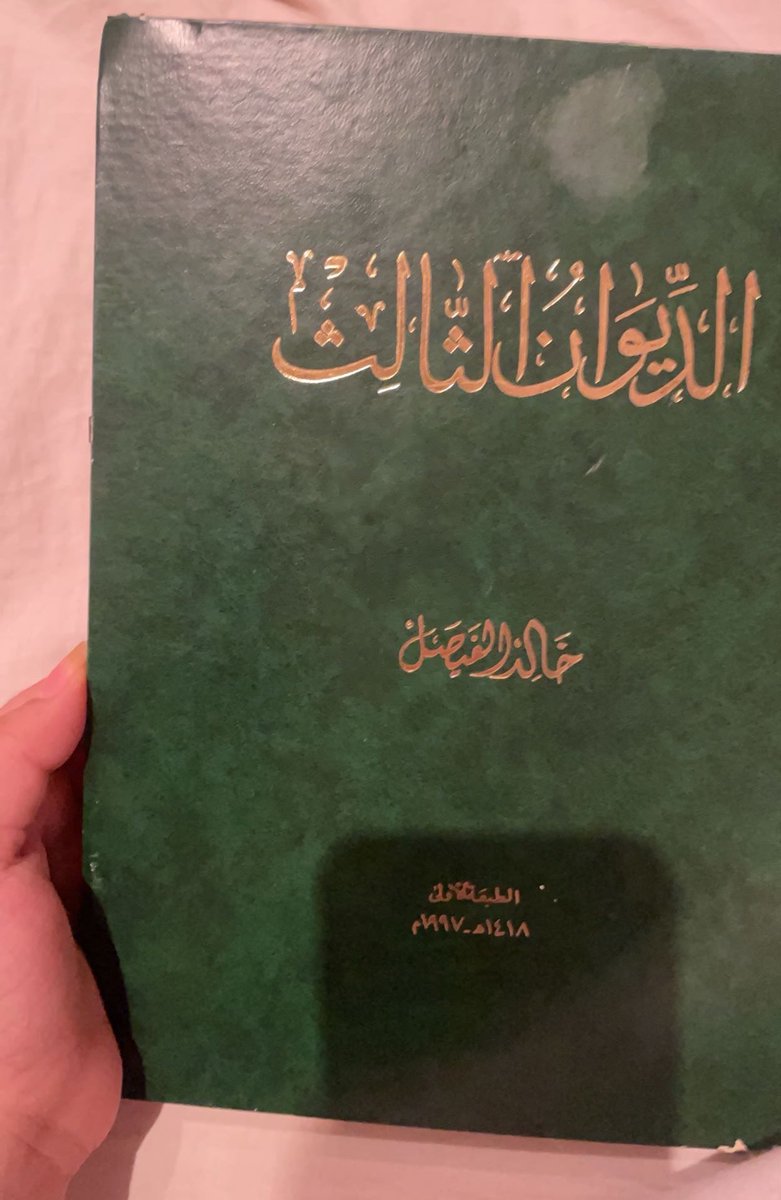 الديوان الثالث
خالد الفيصل
الطبعة الأولى
١٤١٨هـ - ١٩٩٧م